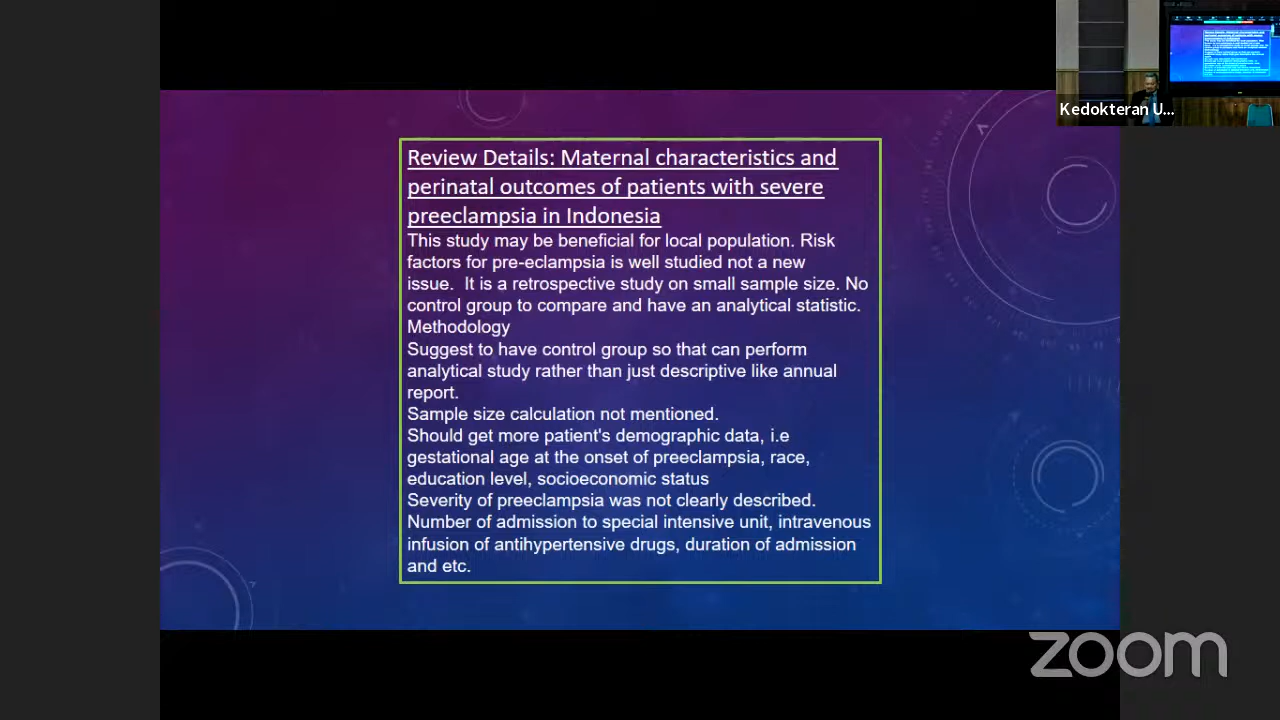 Review Details: Maternal characteristics and
perinatal outcomes of patients with severe
preeclampsia in Indonesia
This study may be beneficial for local population. Risk
factors for pre-eclampsia is well studied not a new
issue.  It is a retrospective study on small sample size. No
control group to compare and have an analytical statistic.
Methodology
Suggest to have control group so that can perform
analytical study rather than just descriptive like annual
report.
Sample size calculation not mentioned.
Should get more patient's demographic data, i.e
gestational age at the onset of preeclampsia, race,
education level, socioeconomic status
Severity of preeclampsia was not clearly described.
Number of admission to special intensive unit, intravenous
infusion of antihypertensive drugs, duration of admission
and etc.
Kedokteran U...
zoom